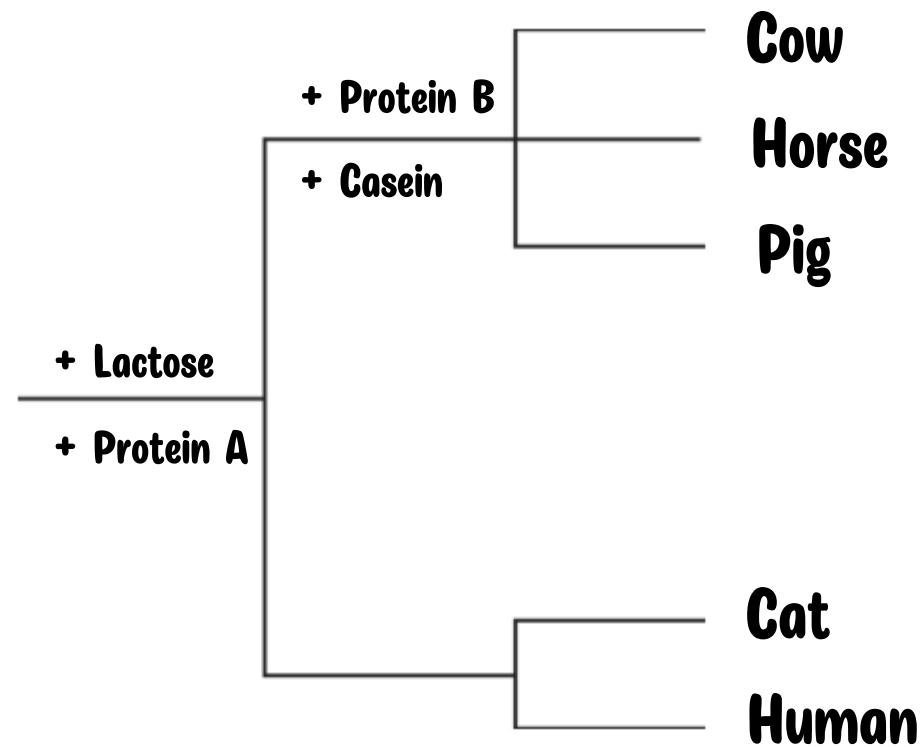 Cow
+ Protein B
Horse
+ Casein
Pig
+ Lactose
+ Protein A
Cat
Human